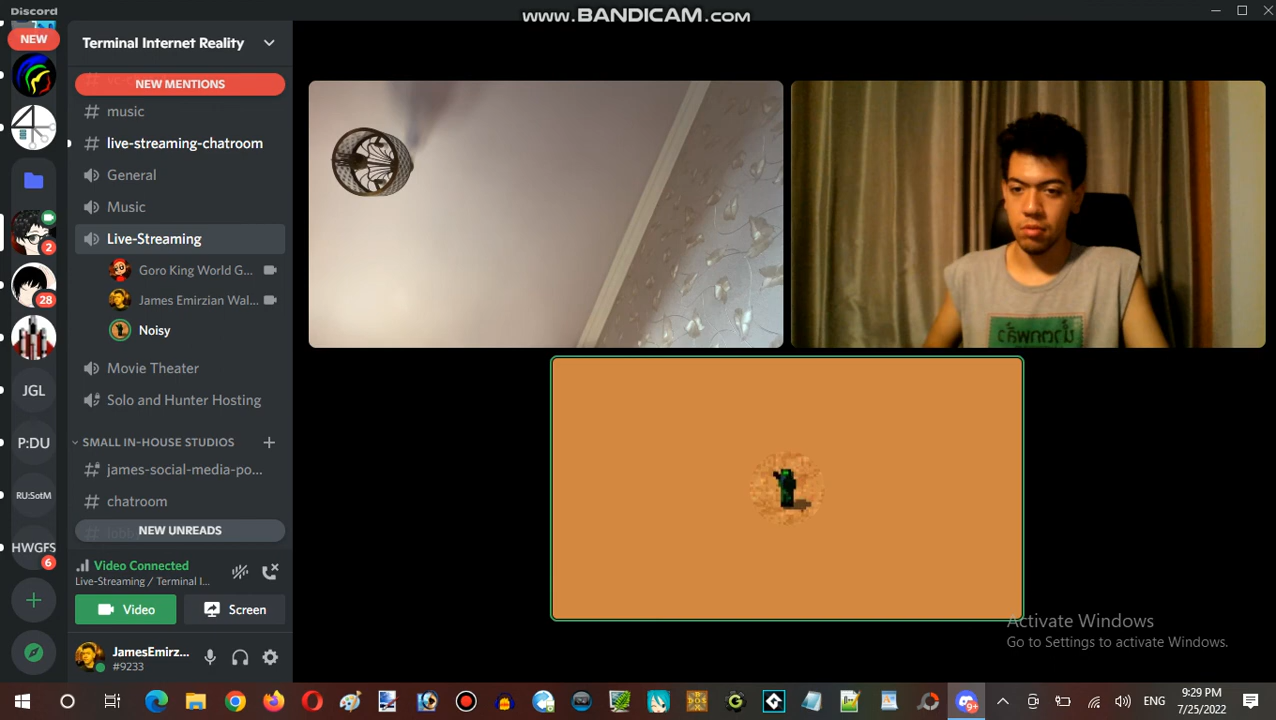 Discord
www.BANDICAM.com
NEW
2
28
JGL
P:DU
RU:SotM
HWGFS
6
Terminal Internet Reality
NEW MENTIONS
music
live-streaming-chatroom
General
Music
Live-Streaming
Goro King World G...
James Emirzian Wal...
Noisy
Movie Theater
Solo and Hunter Hosting
SMALL IN-HOUSE STUDIOS
james-social-media-po...
chatroom
NEW UNREADS
Video Connected
Live-Streaming / Terminal I...
Video
Screen
JamesEmirz...
#9233
Activate Windows
Go to Settings to activate Windows.
9+
ENG
9:29 PM
7/25/2022